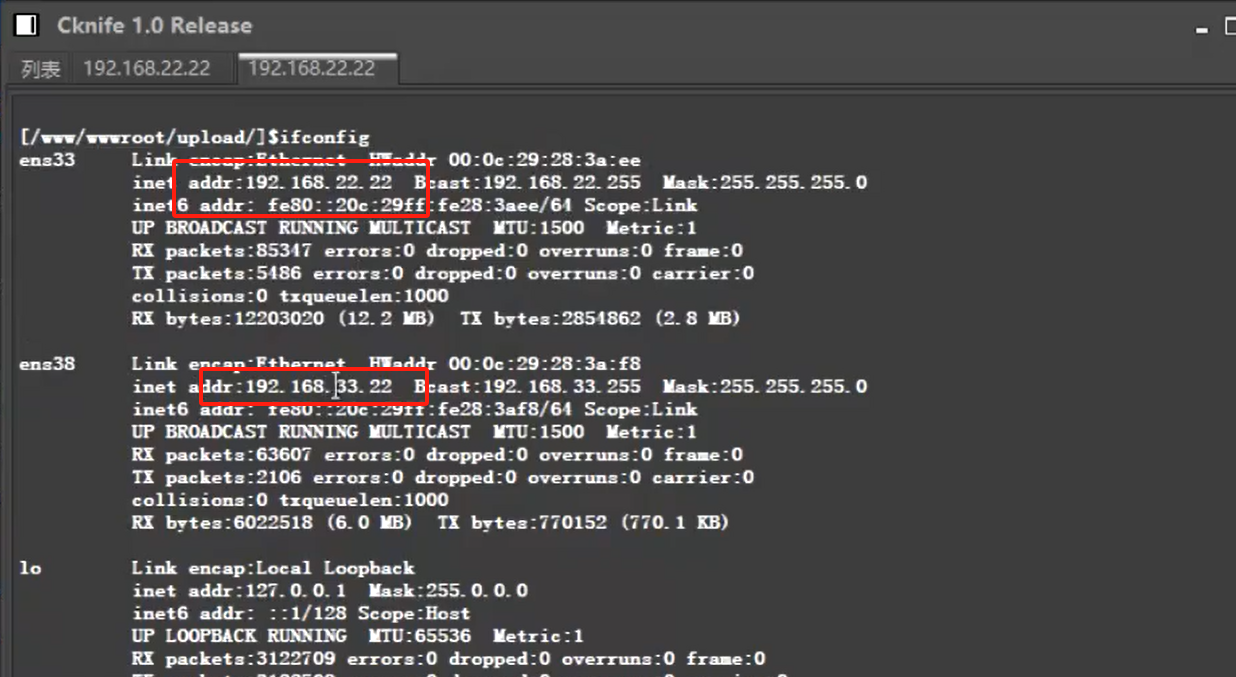 Cknife 1.0 Release
列表 192.168.22.22 192.168.22.22
[/www/wwwroot/upload/]$ifconfig
ens33 Link encap:Ethernet HWaddr 00:0c:29:28:3a:ee
inet addr:192.168.22.22 Bcast:192.168.22.255 Mask:255.255.255.0
inet6 addr: fe80::20c:29ff:fe28:3aee/64 Scope:Link
UP BROADCAST RUNNING MULTICAST MTU:1500 Metric:1
RX packets:85347 errors:0 dropped:0 overruns:0 frame:0
TX packets:5486 errors:0 dropped:0 overruns:0 carrier:0
collisions:0 txqueuelen:1000
RX bytes:12203020 (12.2 MB) TX bytes:2854862 (2.8 MB)
ens38 Link encap:Ethernet HWaddr 00:0c:29:28:3a:f8
inet addr:192.168.33.22 Bcast:192.168.33.255 Mask:255.255.255.0
inet6 addr: fe80::20c:29ff:fe28:3af8/64 Scope:Link
UP BROADCAST RUNNING MULTICAST MTU:1500 Metric:1
RX packets:63607 errors:0 dropped:0 overruns:0 frame:0
TX packets:2106 errors:0 dropped:0 overruns:0 carrier:0
collisions:0 txqueuelen:1000
RX bytes:6022518 (6.0 MB) TX bytes:770152 (770.1 KB)
lo Link encap:Local Loopback
inet addr:127.0.0.1 Mask:255.0.0.0
inet6 addr: ::1/128 Scope:Host
UP LOOPBACK RUNNING MTU:65536 Metric:1
RX packets:3122709 errors:0 dropped:0 overruns:0 frame:0